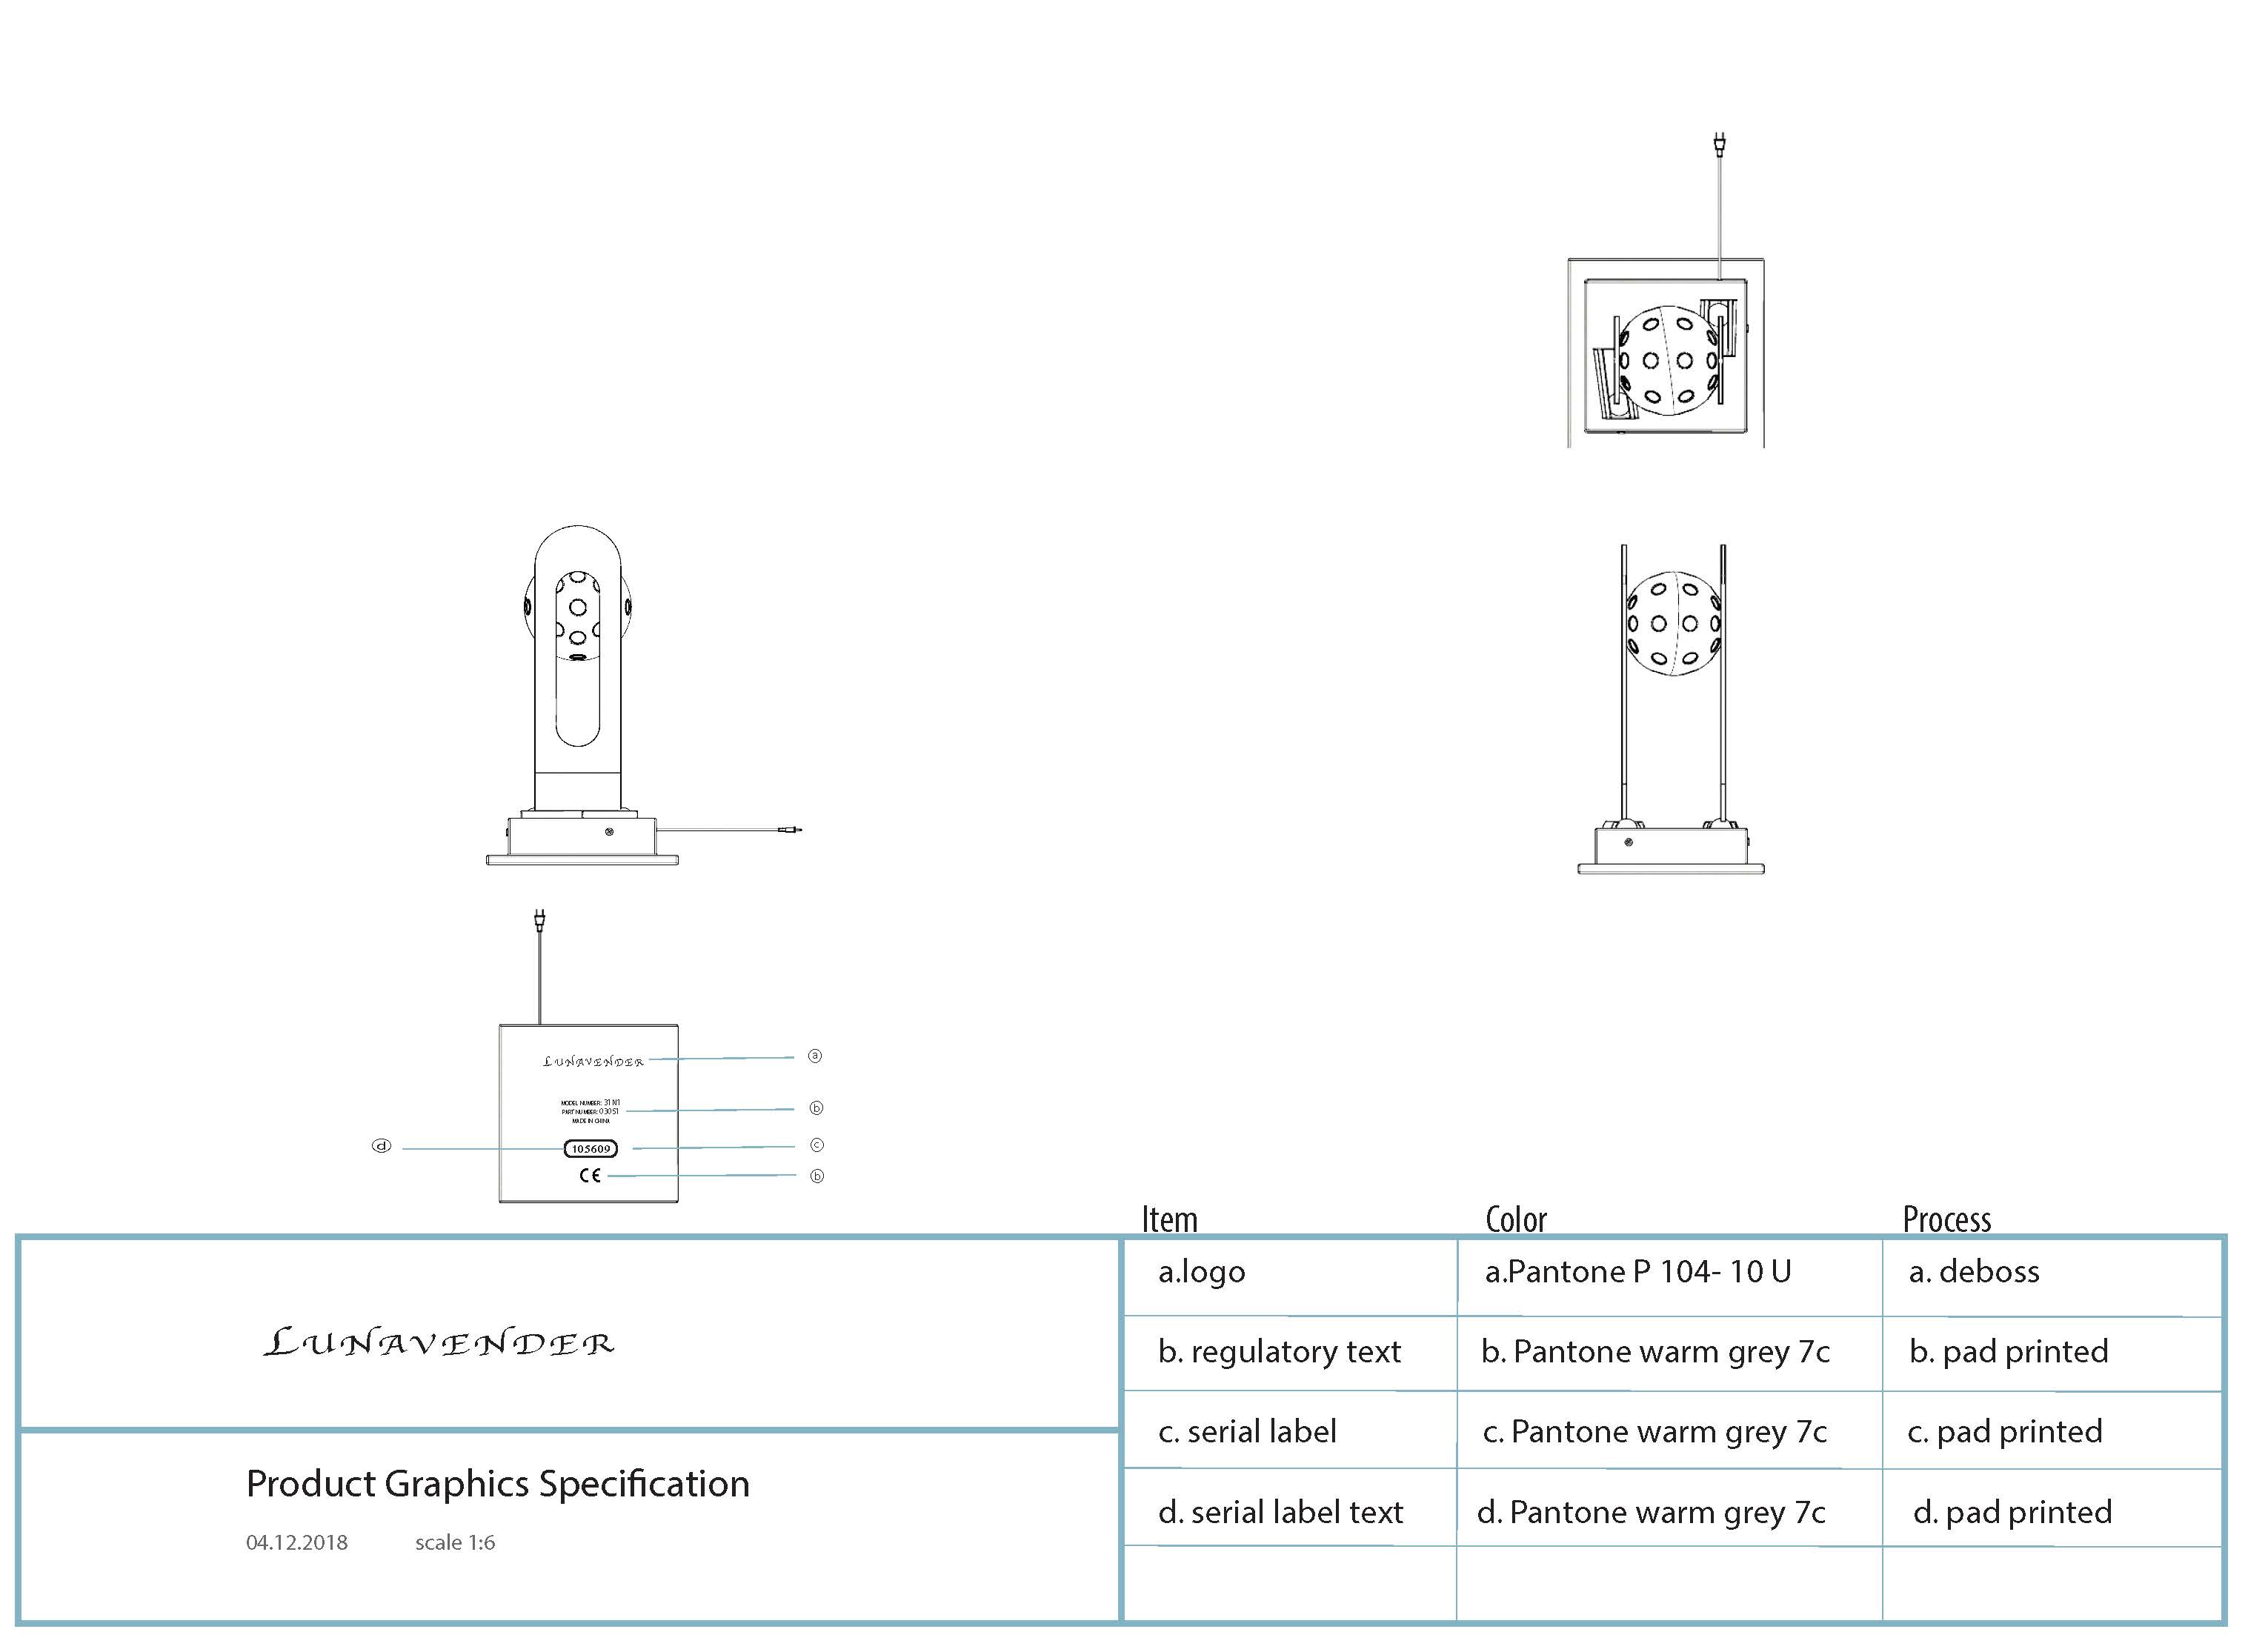 LUNAVENDER
a
MODEL NUMBER: 31N1
PART NUMBER: 03051
b
MADE IN CHINA
d
105609
c
CE
b
Item Color Process
a.logo a.Pantone P 104- 10 U a. deboss
b. regulatory text b. Pantone warm grey 7c b. pad printed
c. serial label c. Pantone warm grey 7c c. pad printed
d. serial label text d. Pantone warm grey 7c d. pad printed
LUNAVENDER
Product Graphics Specification
04.12.2018 scale 1:6